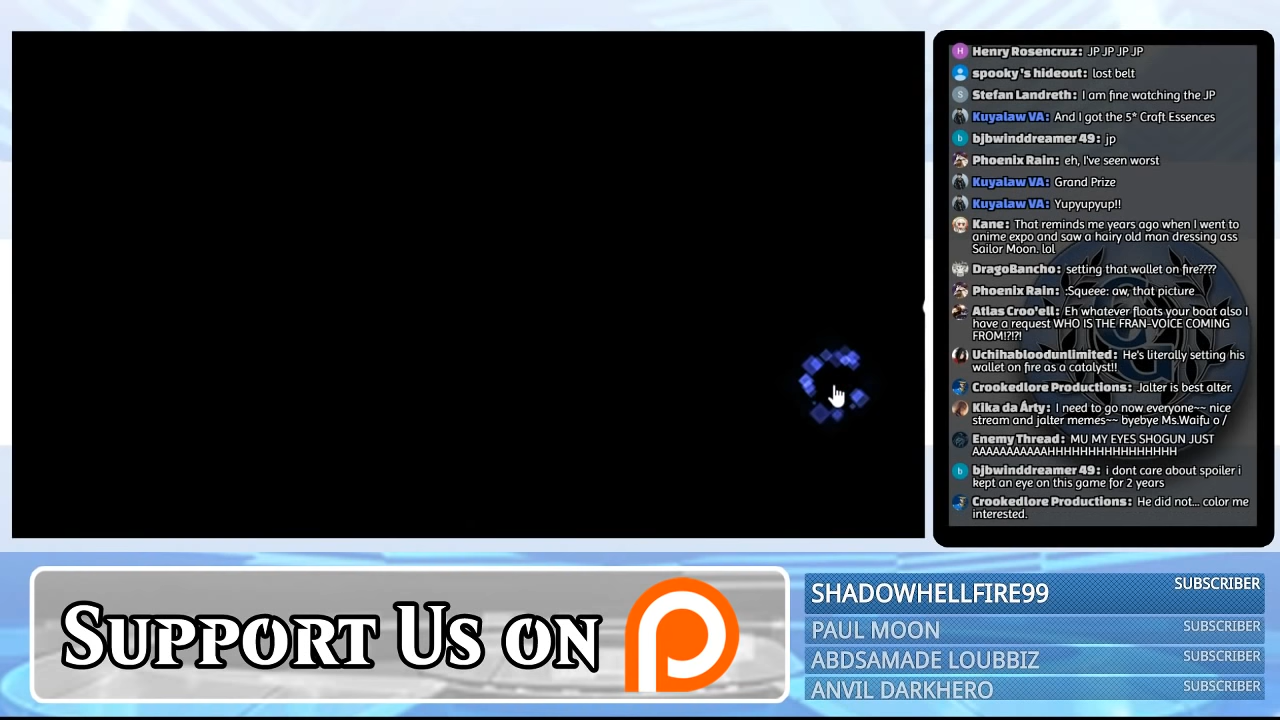 Henry Rosencruz: JP JP JP JP
spooky 's hideout: lost belt
Stefan Landreth: I am fine watching the JP
Kuyalaw VA: And I got the 5* Craft Essences
bjbwinddreamer 49: jp
Phoenix Rain: eh, I've seen worst
Kuyalaw VA: Grand Prize
Kuyalaw VA: Yupyupyup!!
Kane: That reminds me years ago when I went to
anime expo and saw a hairy old man dressing ass
Sailor Moon. lol
DragoBancho: setting that wallet on fire????
Phoenix Rain: :Squeee: aw, that picture
Atlas Croo'ell: Eh whatever floats your boat also I
have a request WHO IS THE FRAN-VOICE COMING
FROM!?!?!
Uchihabloodunlimited: He's literally setting his
wallet on fire as a catalyst!!
Crookedlore Productions: Jalter is best alter.
Kika da Árty: I need to go now everyone~~ nice
stream and jalter memes~~ byebye Ms.Waifu o /
Enemy Thread: MU MY EYES SHOGUN JUST
AAAAAAAAAAAHHHHHHHHHHHHHHHH
bjbwinddreamer 49: i dont care about spoiler i
kept an eye on this game for 2 years
Crookedlore Productions: He did not... color me
interested.
SUPPORT US ON
SHADOWHELLFIRE99 SUBSCRIBER
PAUL MOON SUBSCRIBER
ABDSAMADE LOUBBIZ SUBSCRIBER
ANVIL DARKHERO SUBSCRIBER